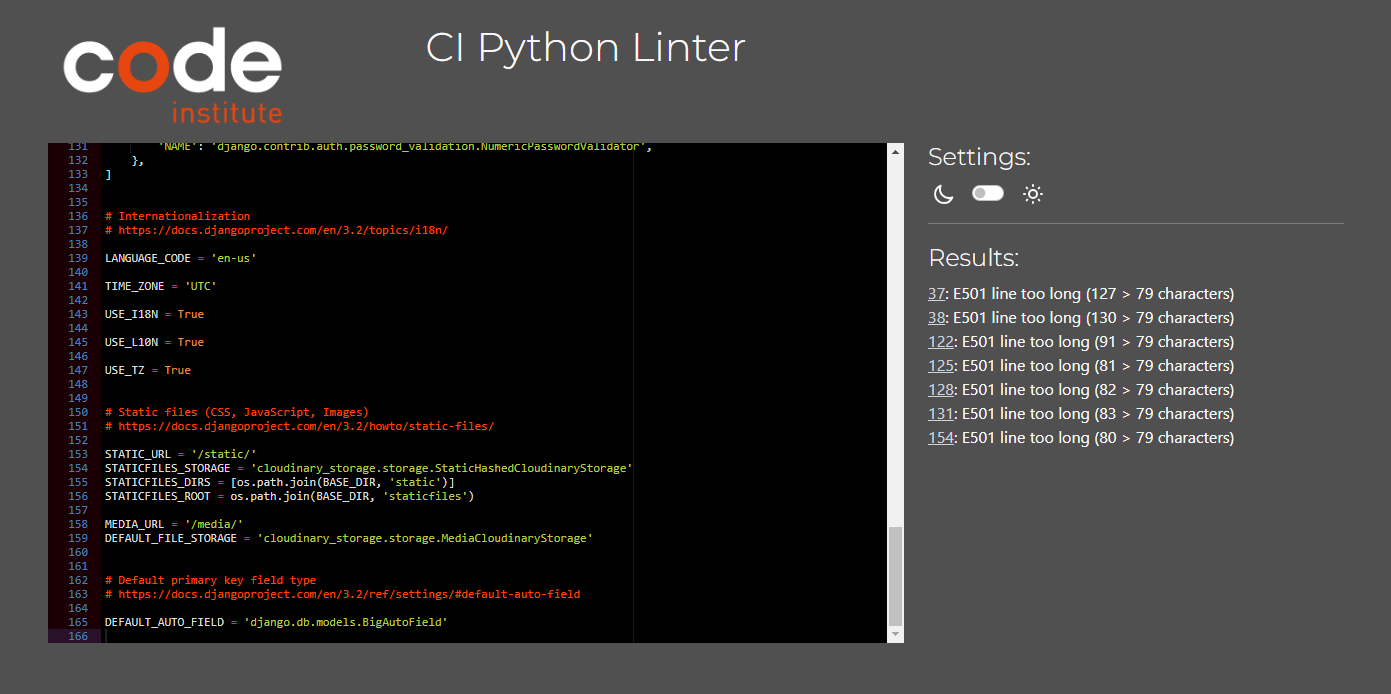 code
institute
CI Python Linter
131 'NAME': 'django.contrib.auth.password_validation.NumericPasswordValidator',
132 },
133 ]
134
135
136 # Internationalization
137 # https://docs.djangoproject.com/en/3.2/topics/i18n/
138
139 LANGUAGE_CODE = 'en-us'
140
141 TIME_ZONE = 'UTC'
142
143 USE_I18N = True
144
145 USE_L10N = True
146
147 USE_TZ = True
148
149
150 # Static files (CSS, JavaScript, Images)
151 # https://docs.djangoproject.com/en/3.2/howto/static-files/
152
153 STATIC_URL = '/static/'
154 STATICFILES_STORAGE = 'cloudinary_storage.storage.StaticHashedCloudinaryStorage'
155 STATICFILES_DIRS = [os.path.join(BASE_DIR, 'static')]
156 STATICFILES_ROOT = os.path.join(BASE_DIR, 'staticfiles')
157
158 MEDIA_URL = '/media/'
159 DEFAULT_FILE_STORAGE = 'cloudinary_storage.storage.MediaCloudinaryStorage'
160
161
162 # Default primary key field type
163 # https://docs.djangoproject.com/en/3.2/ref/settings/#default-auto-field
164
165 DEFAULT_AUTO_FIELD = 'django.db.models.BigAutoField'
166
Settings:
Results:
37: E501 line too long (127 > 79 characters)
38: E501 line too long (130 > 79 characters)
122: E501 line too long (91 > 79 characters)
125: E501 line too long (81 > 79 characters)
128: E501 line too long (82 > 79 characters)
131: E501 line too long (83 > 79 characters)
154: E501 line too long (80 > 79 characters)